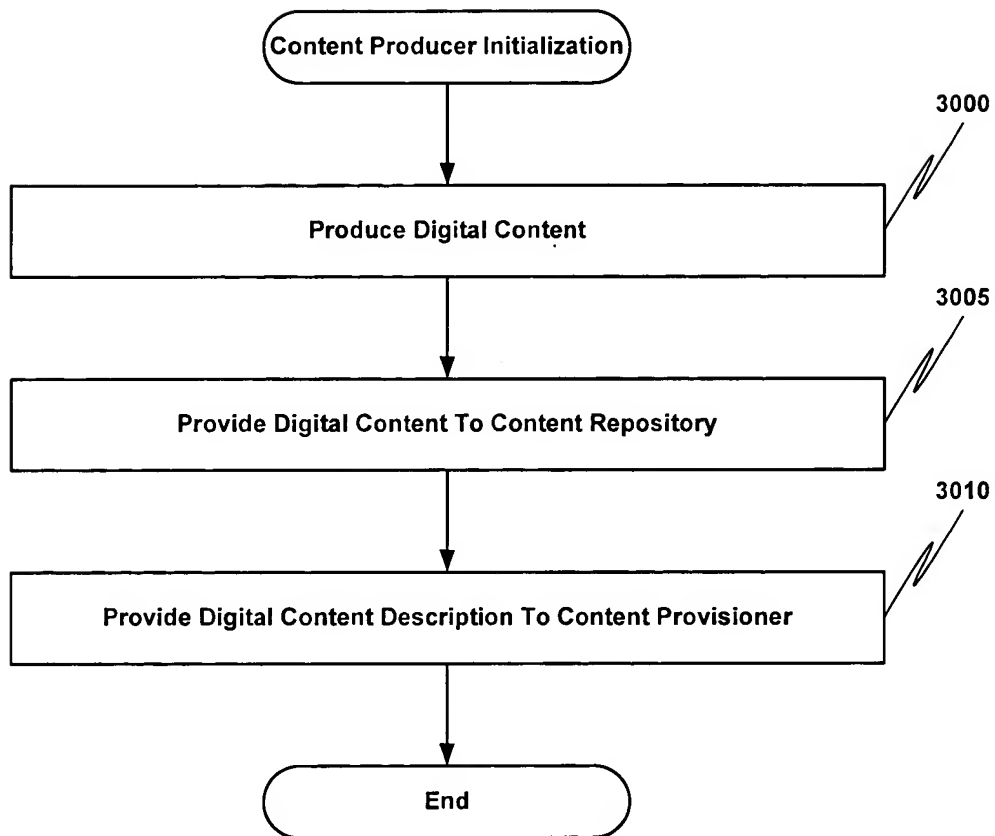 Content Producer Initialization
3000
Produce Digital Content
3005
Provide Digital Content To Content Repository
3010
Provide Digital Content Description To Content Provisioner
End